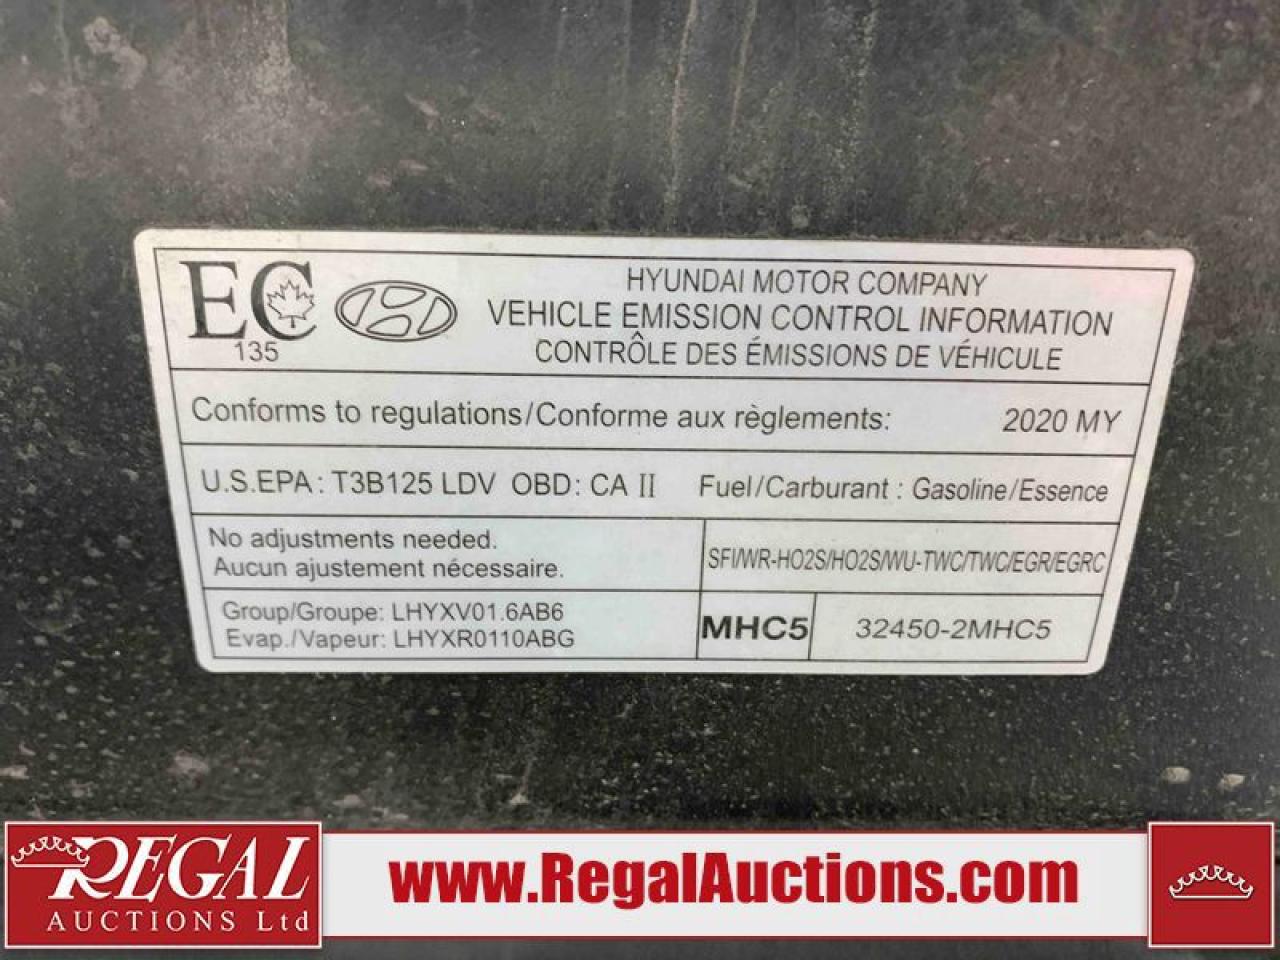 EC
135
HYUNDAI MOTOR COMPANY
VEHICLE EMISSION CONTROL INFORMATION
CONTRÔLE DES ÉMISSIONS DE VÉHICULE
Conforms to regulations/Conforme aux règlements: 2020 MY
U.S.EPA: T3B125 LDV OBD: CA II Fuel/Carburant : Gasoline/Essence
No adjustments needed.
Aucun ajustement nécessaire.
SFI/WR-HO2S/HO2S/WU-TWC/TWC/EGR/EGRC
Group/Groupe: LHYXV01.6AB6
Evap./Vapeur: LHYXR0110ABG
MHC5
32450-2MHC5
REGAL
AUCTIONS Ltd
www.RegalAuctions.com